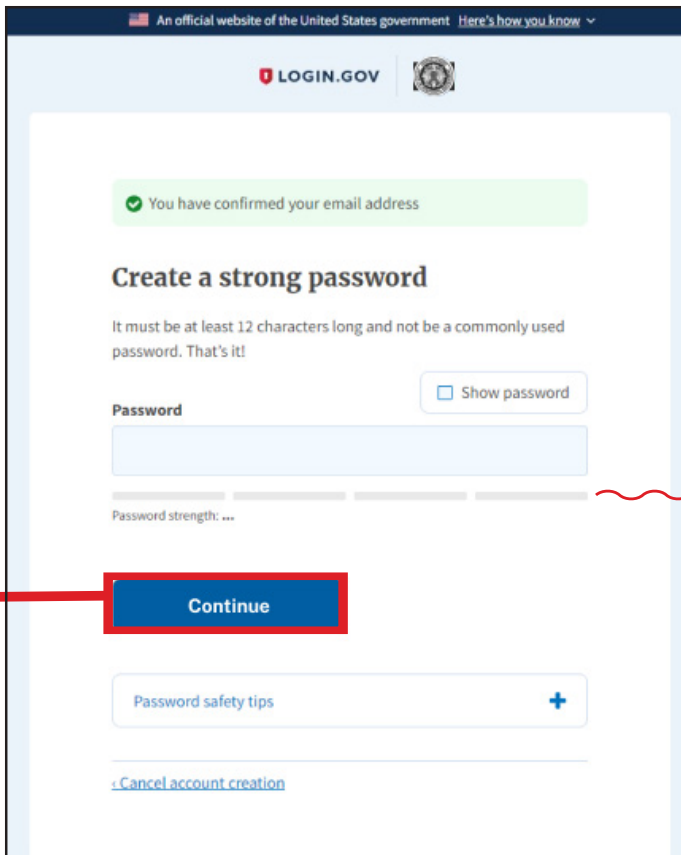 An official website of the United States government Here's how you know
LOGIN.GOV
You have confirmed your email address
Create a strong password
It must be at least 12 characters long and not be a commonly used
password. That's it!
Show password
Password
Password strength: ...
Continue
Password safety tips
‹ Cancel account creation